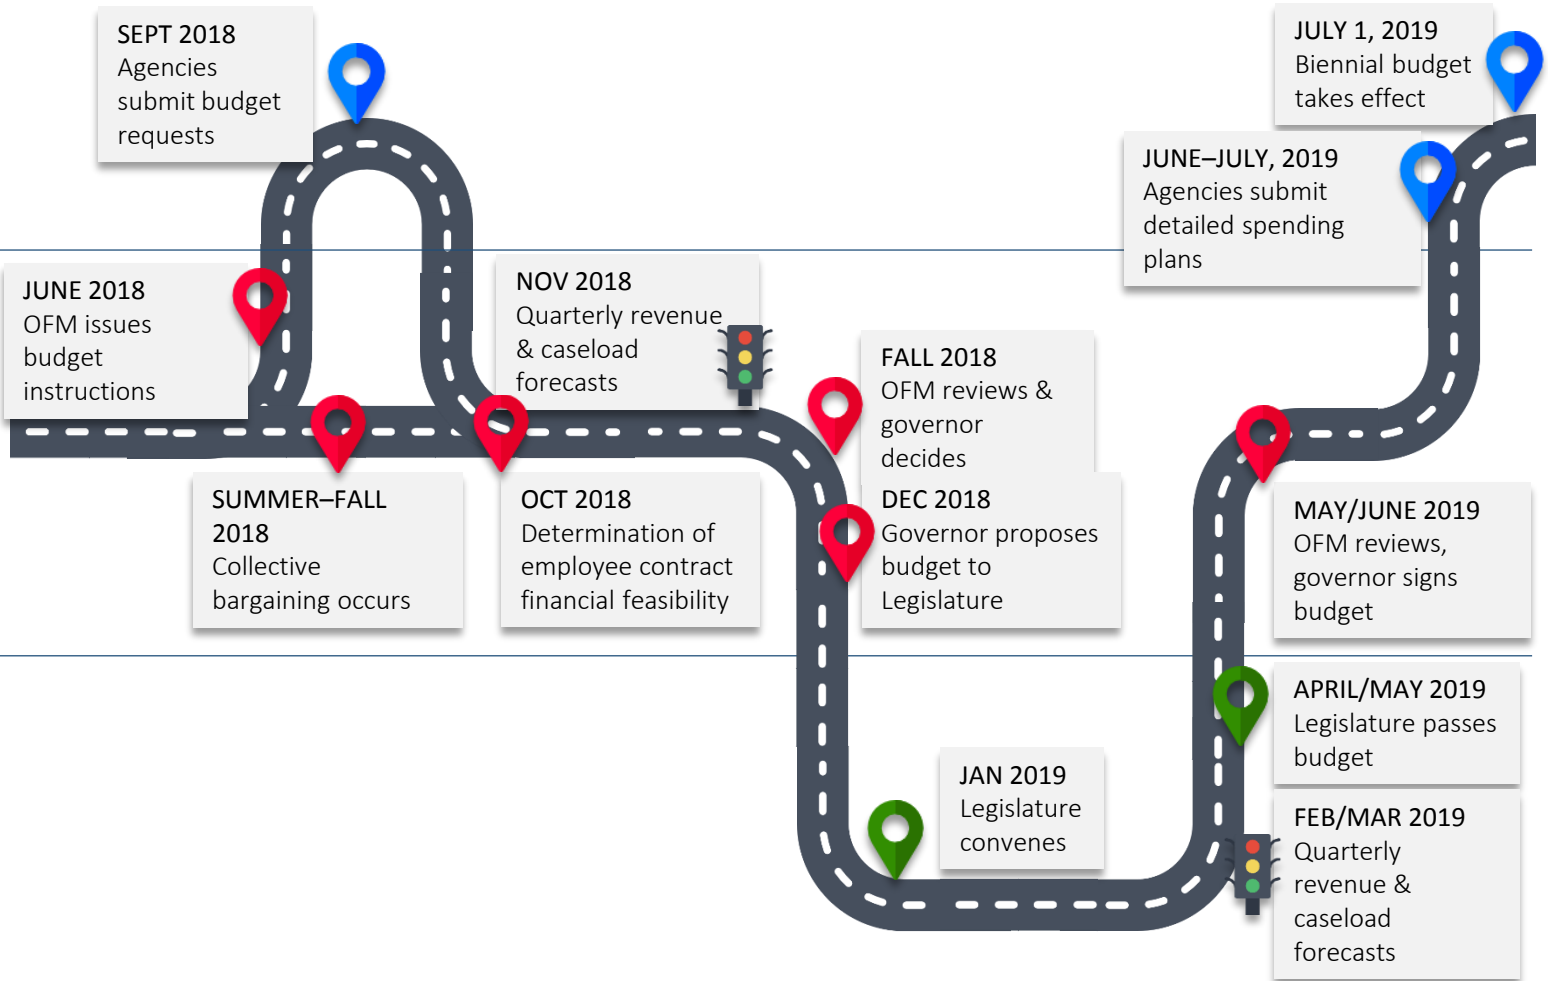 SEPT 2018
Agencies
submit budget
requests
JULY 1, 2019
Biennial budget
takes effect
JUNE–JULY, 2019
Agencies submit
detailed spending
plans
JUNE 2018
OFM issues
budget
instructions
NOV 2018
Quarterly revenue
& caseload
forecasts
FALL 2018
OFM reviews &
governor
decides
SUMMER–FALL
2018
Collective
bargaining occurs
OCT 2018
Determination of
employee contract
financial feasibility
DEC 2018
Governor proposes
budget to
Legislature
MAY/JUNE 2019
OFM reviews,
governor signs
budget
APRIL/MAY 2019
Legislature passes
budget
JAN 2019
Legislature
convenes
FEB/MAR 2019
Quarterly
revenue &
caseload
forecasts